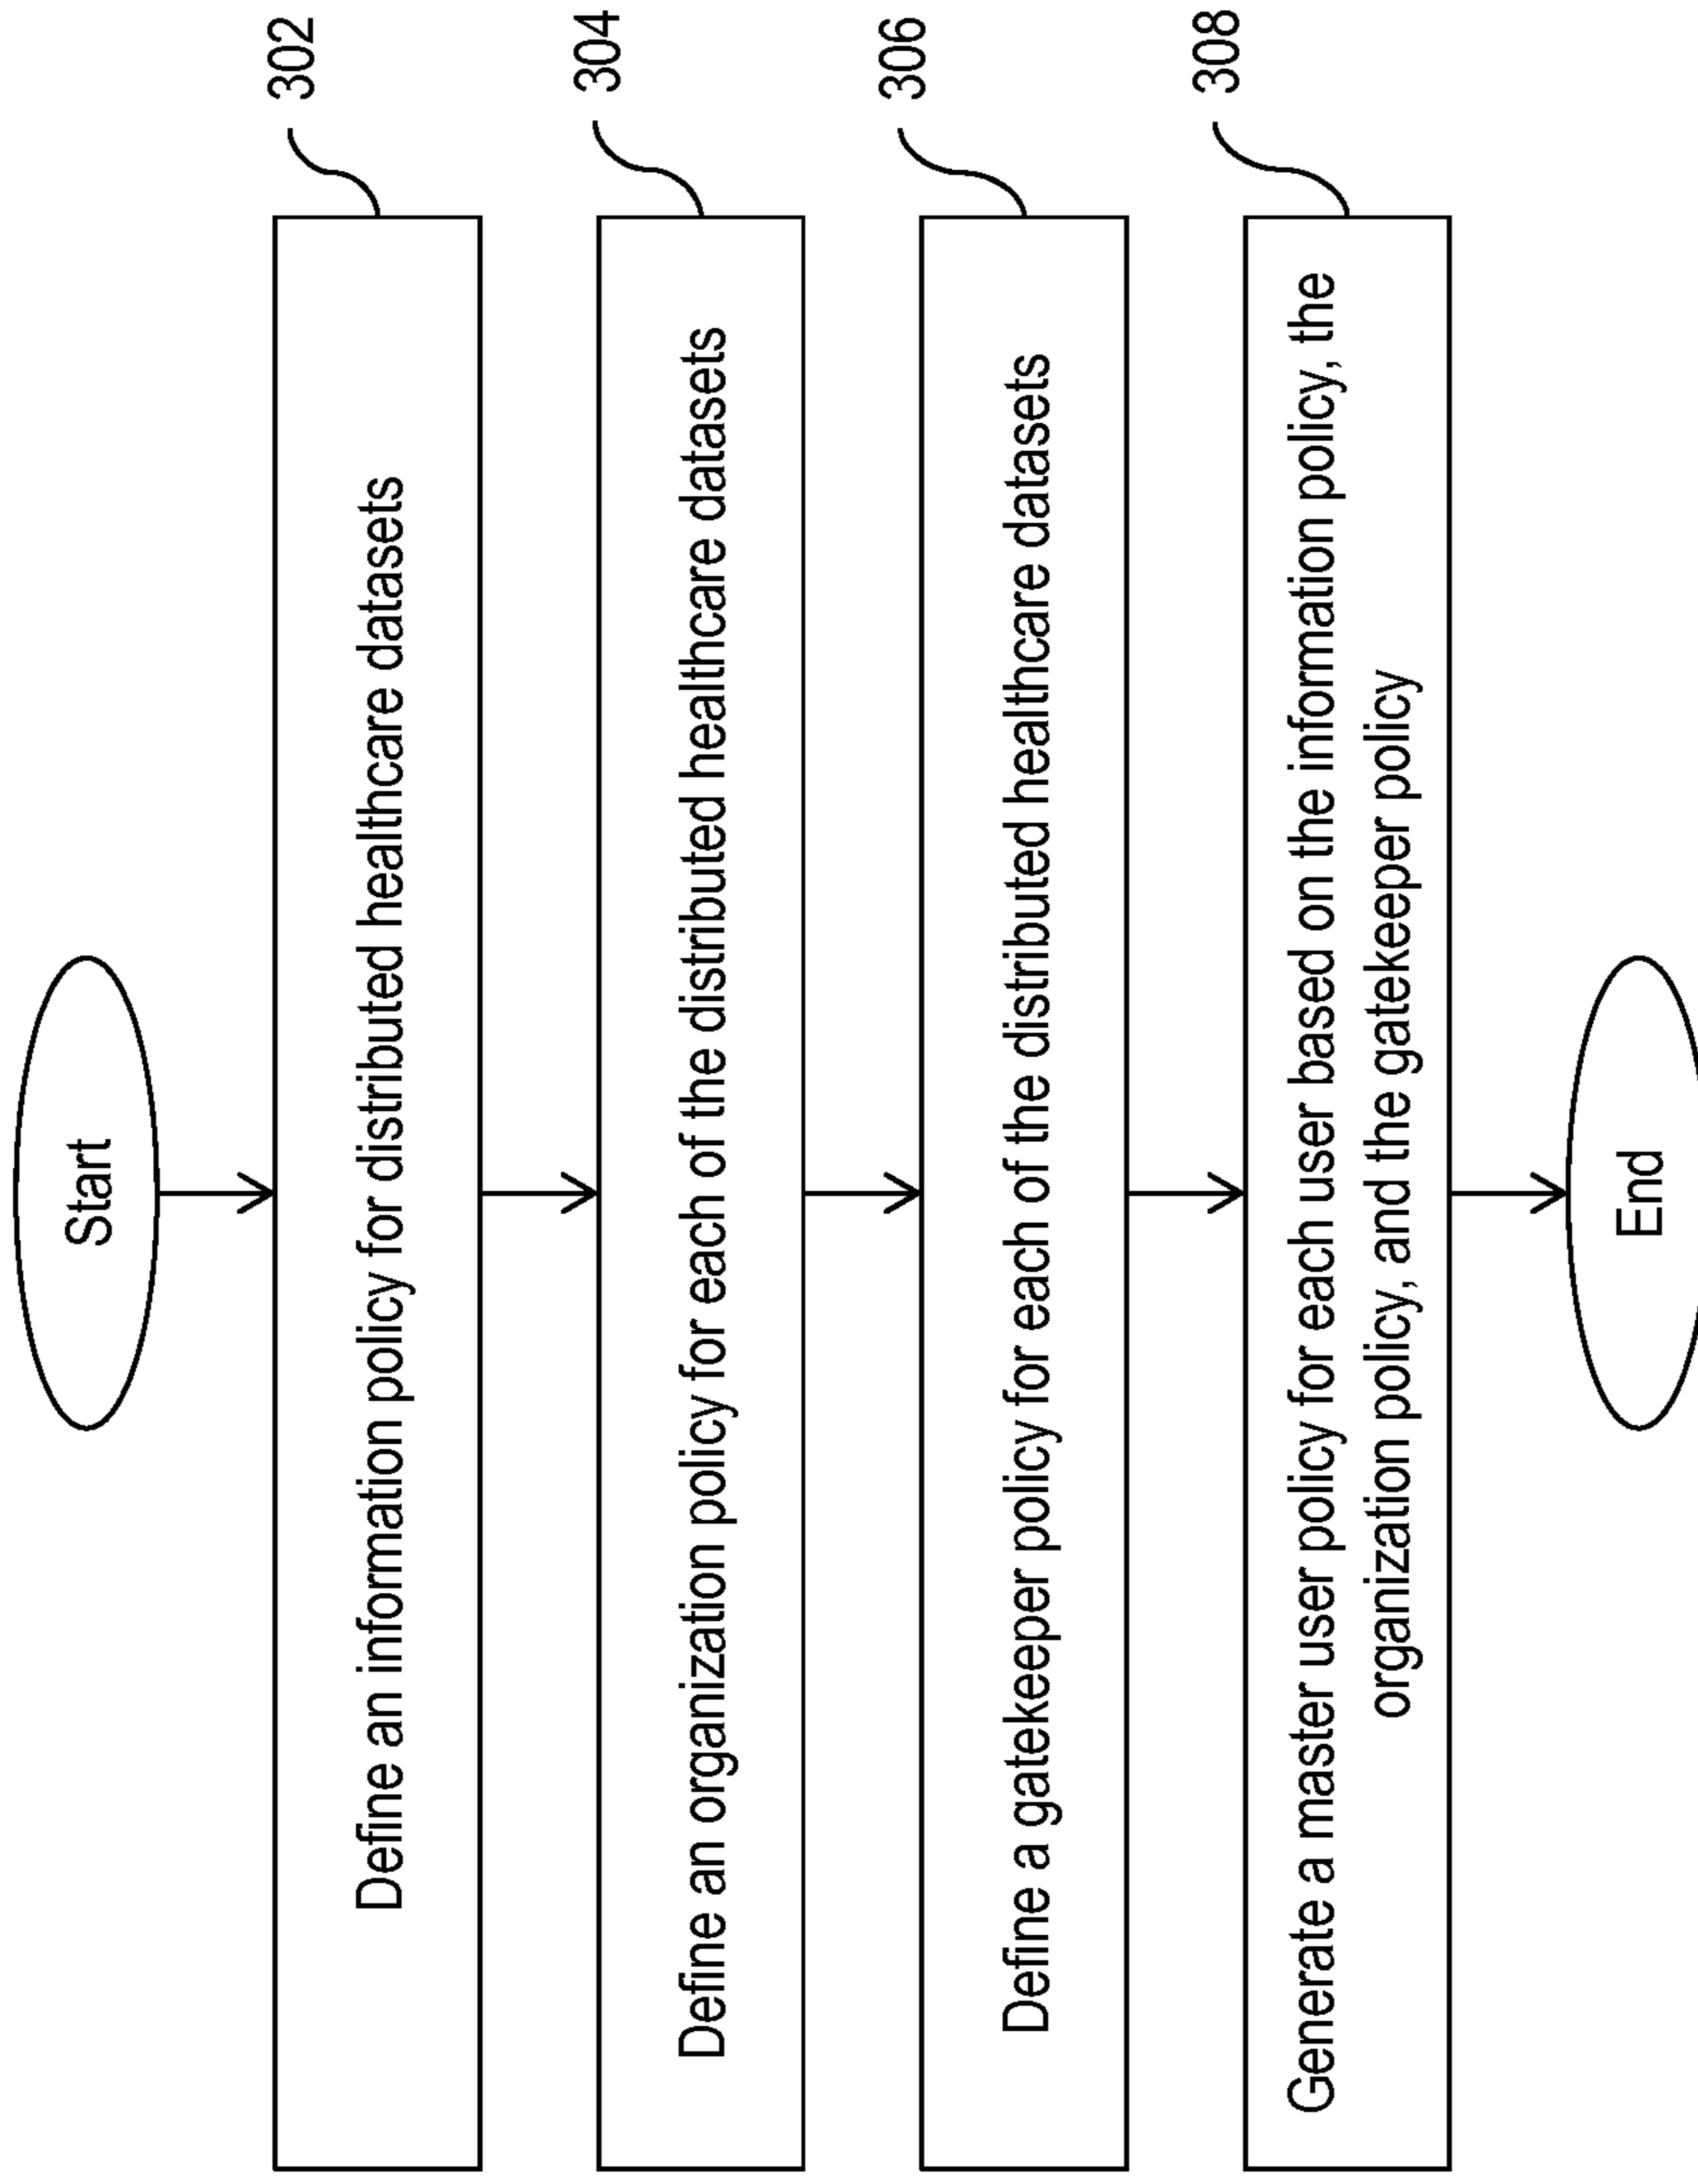 Start
302
Define an information policy for distributed healthcare datasets
304
Define an organization policy for each of the distributed healthcare datasets
306
Define a gatekeeper policy for each of the distributed healthcare datasets
308
Generate a master user policy for each user based on the information policy, the
organization policy, and the gatekeeper policy
End